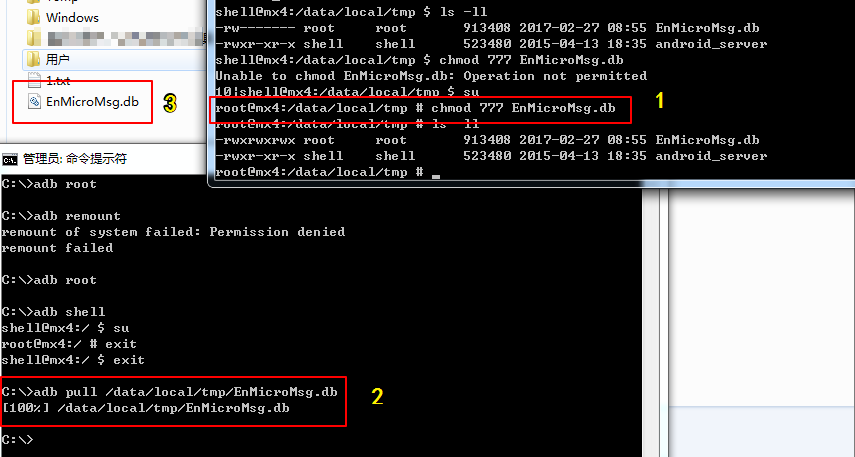 Temp
Windows
用户
1.txt
EnMicroMsg.db
3
shell@mx4:/data/local/tmp $ ls -ll
-rw------- root     root       913408 2017-02-27 08:55 EnMicroMsg.db
-rwxr-xr-x shell    shell      523480 2015-04-13 18:35 android_server
shell@mx4:/data/local/tmp $ chmod 777 EnMicroMsg.db
Unable to chmod EnMicroMsg.db: Operation not permitted
10|shell@mx4:/data/local/tmp $ su
root@mx4:/data/local/tmp # chmod 777 EnMicroMsg.db
1
root@mx4:/data/local/tmp # ls -ll
-rwxrwxrwx root     root       913408 2017-02-27 08:55 EnMicroMsg.db
-rwxr-xr-x shell    shell      523480 2015-04-13 18:35 android_server
root@mx4:/data/local/tmp #
管理员: 命令提示符
C:\>adb root
C:\>adb remount
remount of system failed: Permission denied
remount failed
C:\>adb root
C:\>adb shell
shell@mx4:/ $ su
root@mx4:/ # exit
shell@mx4:/ $ exit
C:\>adb pull /data/local/tmp/EnMicroMsg.db
[100%] /data/local/tmp/EnMicroMsg.db
2
C:\>